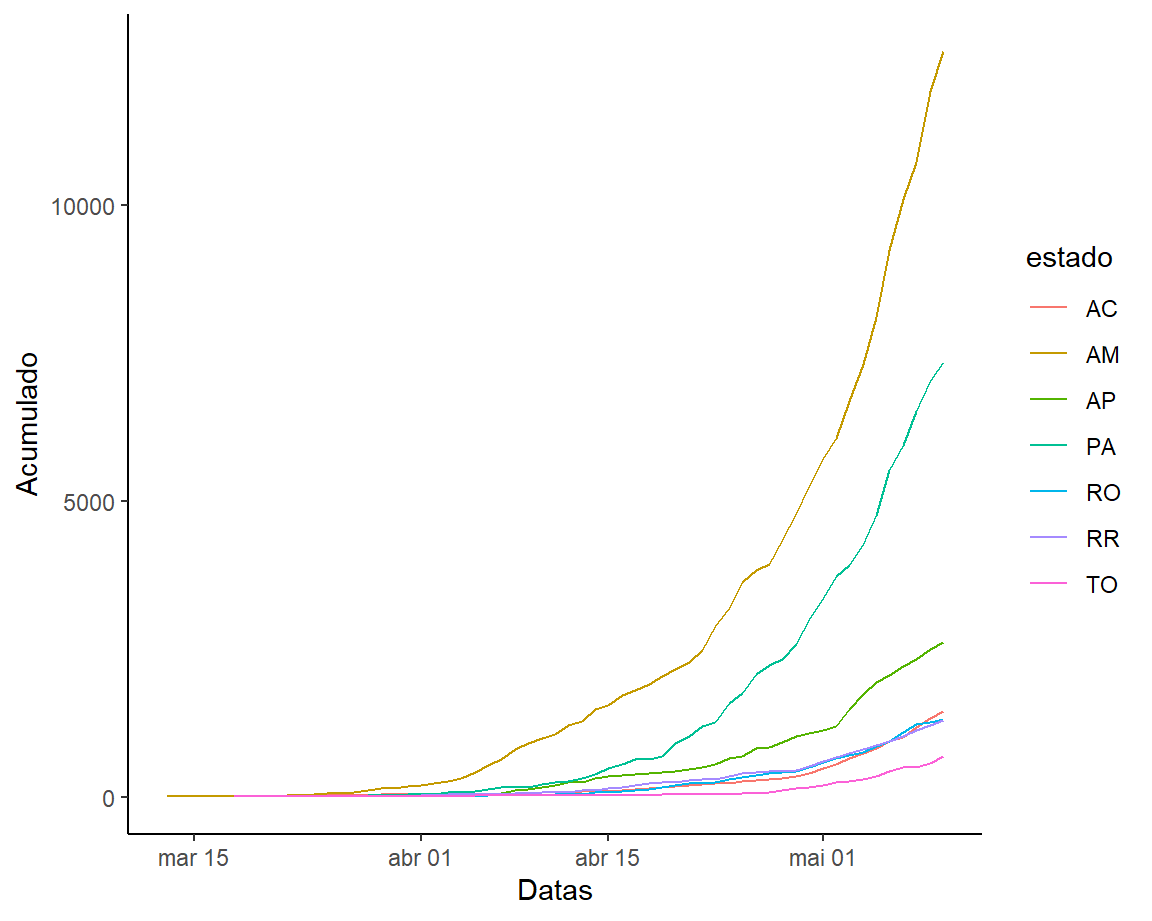 10000
5000
0
Acumulado
mar 15
abr 01
abr 15
mai 01
Datas
estado
AC
AM
AP
PA
RO
RR
TO